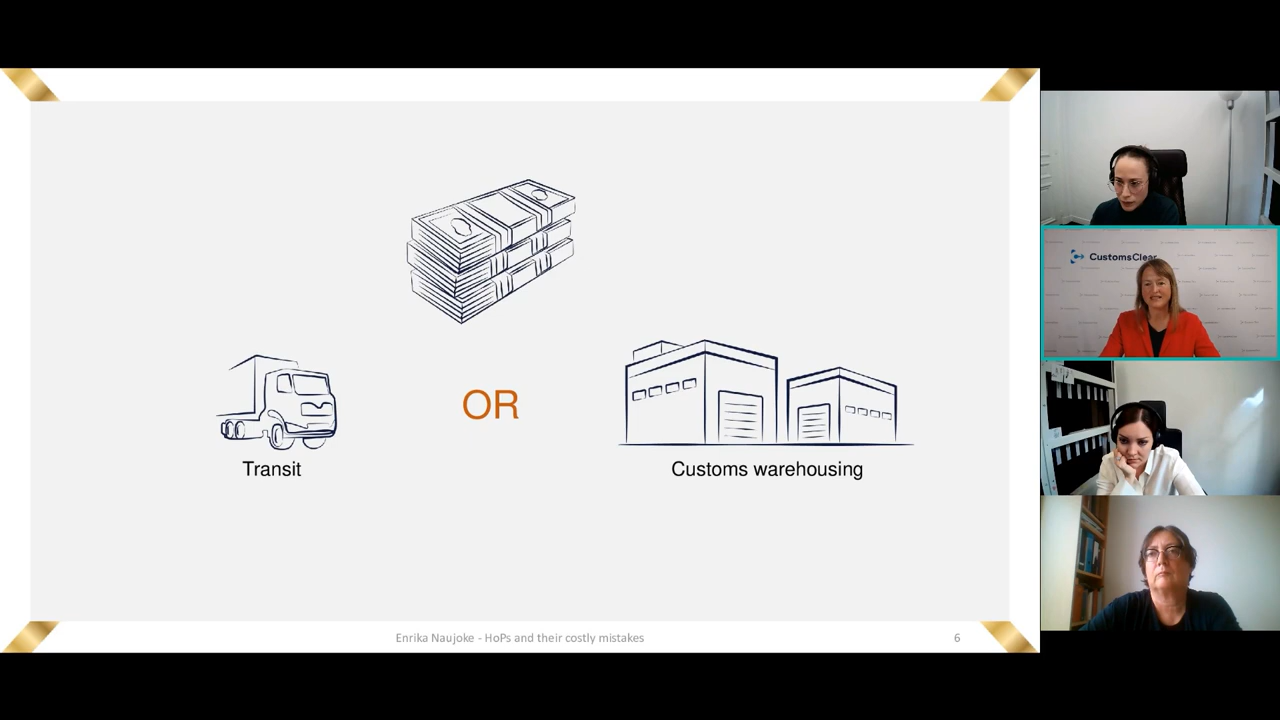 OR
Transit
Customs warehousing
Enrika Naujoke - HoPs and their costly mistakes
6
CustomsClear